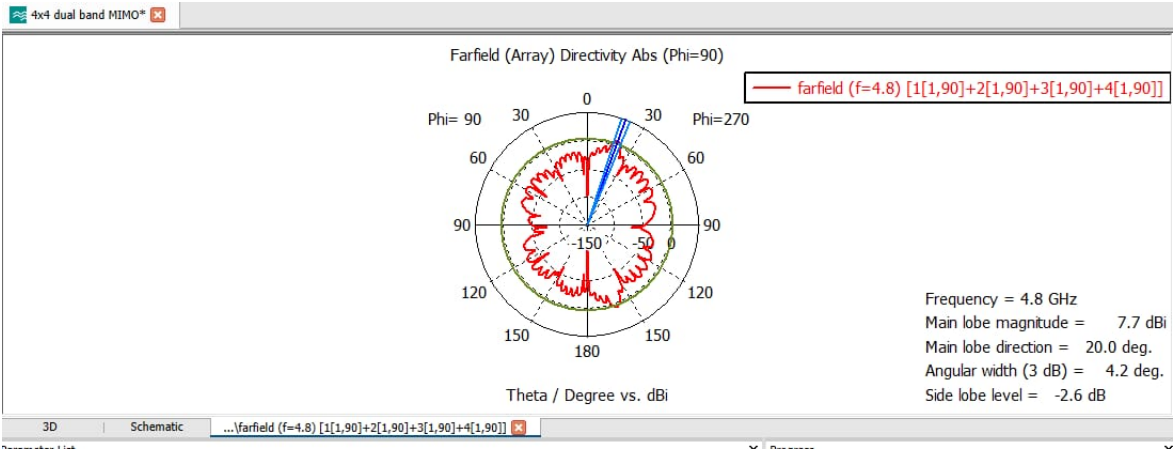 4x4 dual band MIMO*
Farfield (Array) Directivity Abs (Phi=90)
farfield (f=4.8) [1[1,90]+2[1,90]+3[1,90]+4[1,90]]
0
Phi= 90 30 30 Phi=270
60 60
90 90
-150 -50 0
120 120
150 150
180
Theta / Degree vs. dBi
Frequency = 4.8 GHz
Main lobe magnitude = 7.7 dBi
Main lobe direction = 20.0 deg.
Angular width (3 dB) = 4.2 deg.
Side lobe level = -2.6 dB
3D Schematic ...\farfield (f=4.8) [1[1,90]+2[1,90]+3[1,90]+4[1,90]]
Parameter List Progress